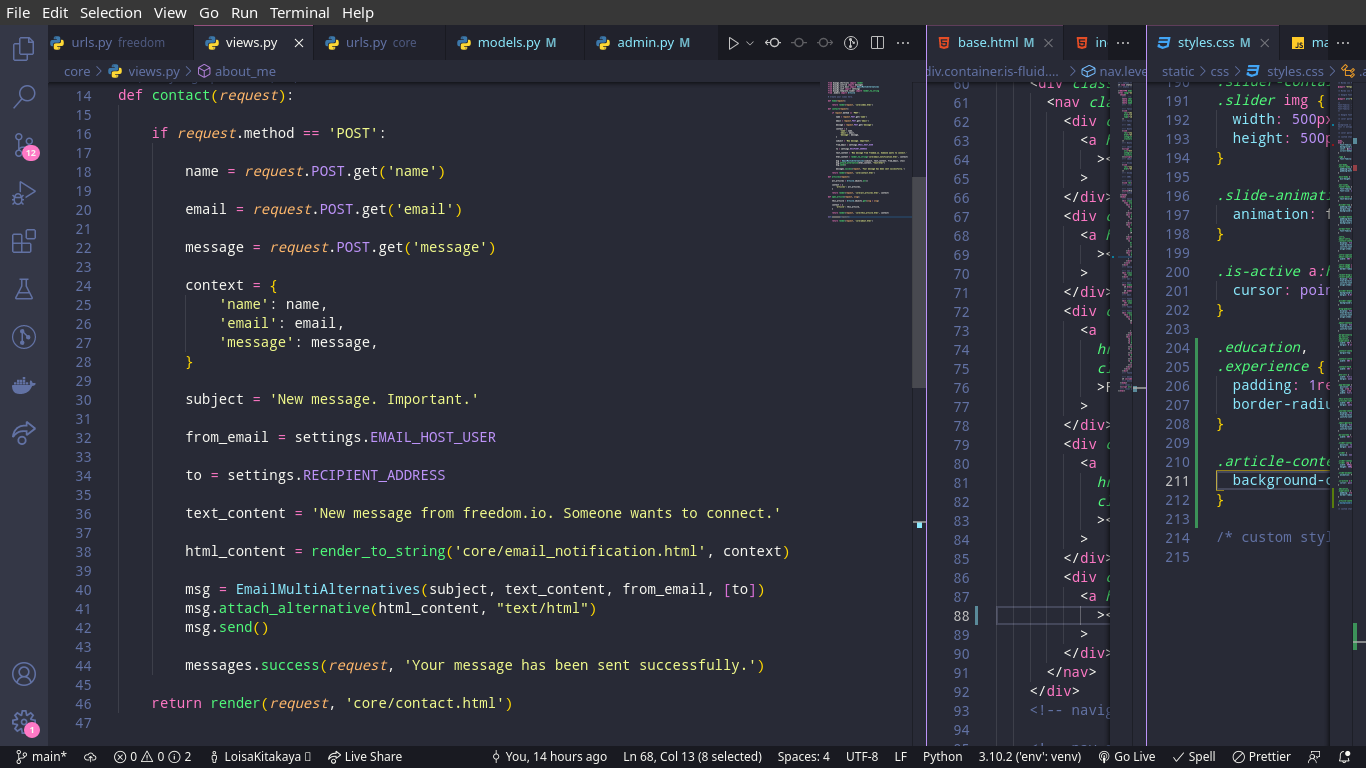 File Edit Selection View Go Run Terminal Help
urls.py freedom views.py urls.py core models.py M admin.py M base.html M in styles.css M ma
core > views.py > about_me
div.container.is-fluid.... > nav.leve
static > css > styles.css >
14 def contact(request):
15
16 if request.method == 'POST':
17
18 name = request.POST.get('name')
19
20 email = request.POST.get('email')
21
22 message = request.POST.get('message')
23
24 context = {
25 'name': name,
26 'email': email,
27 'message': message,
28 }
29
30 subject = 'New message. Important.'
31
32 from_email = settings.EMAIL_HOST_USER
33
34 to = settings.RECIPIENT_ADDRESS
35
36 text_content = 'New message from freedom.io. Someone wants to connect.'
37
38 html_content = render_to_string('core/email_notification.html', context)
39
40 msg = EmailMultiAlternatives(subject, text_content, from_email, [to])
41 msg.attach_alternative(html_content, "text/html")
42 msg.send()
43
44 messages.success(request, 'Your message has been sent successfully.')
45
46 return render(request, 'core/contact.html')
47
60 <div clas
61 <nav cla
62 <div c
63 <a h
64 ><
65 >
66 </div>
67 <div c
68 <a h
69 ><
70 >
71 </div>
72 <div c
73 <a
74 h
75 c
76 >F
77 >
78 </div>
79 <div c
80 <a
81 h
82 c
83 ><
84 >
85 </div>
86 <div c
87 <a h
88 ><
89 >
90 </div>
91 </nav>
92 </div>
93 <!-- navig
94
190 .slider-conta
191 .slider img {
192 width: 500px
193 height: 500p
194 }
195
196 .slide-animati
197 animation: f
198 }
199
200 .is-active a:h
201 cursor: poin
202 }
203
204 .education,
205 .experience {
206 padding: 1re
207 border-radiu
208 }
209
210 .article-conte
211 background-c
212 }
213
214 /* custom styl
215
12
1
main* 0 0 2 LoisaKitakaya Live Share You, 14 hours ago Ln 68, Col 13 (8 selected) Spaces: 4 UTF-8 LF Python 3.10.2 ('env': venv) Go Live Spell Prettier